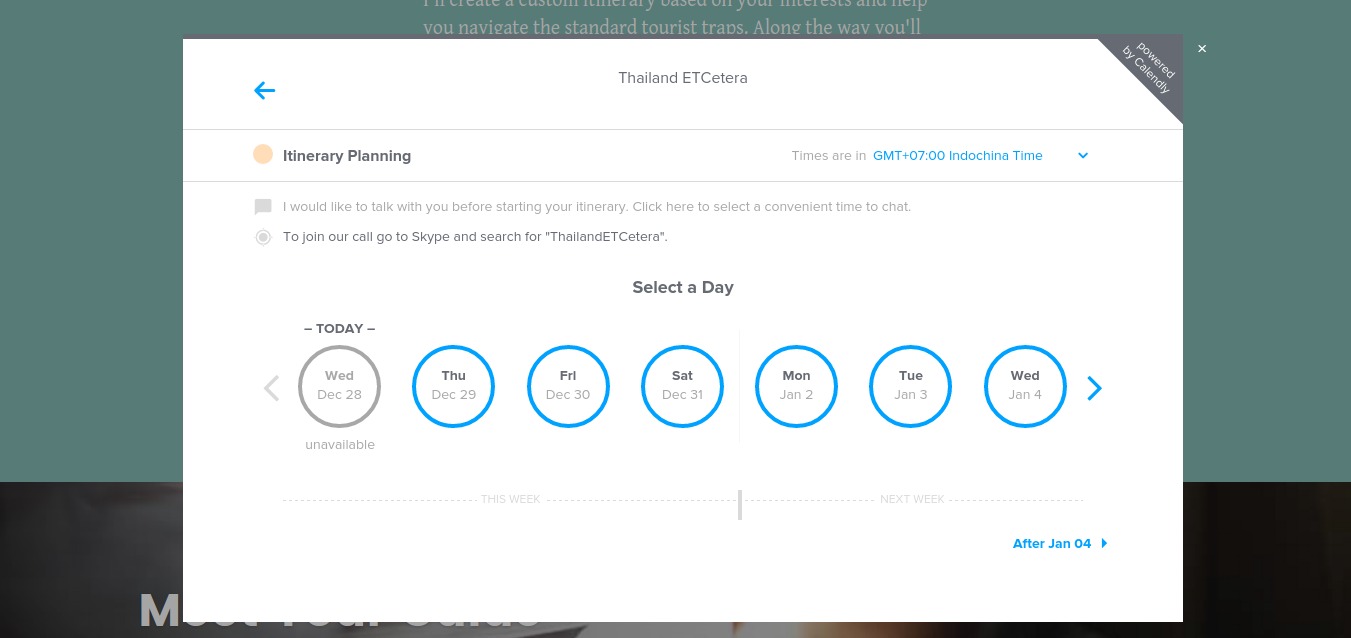 I'll create a custom itinerary based on your interests and help
you navigate the standard tourist traps. Along the way you'll
×
powered
by Calendly
Thailand ETCetera
Itinerary Planning
Times are in GMT+07:00 Indochina Time
I would like to talk with you before starting your itinerary. Click here to select a convenient time to chat.
To join our call go to Skype and search for "ThailandETCetera".
Select a Day
– TODAY –
Wed Thu Fri Sat Mon Tue Wed
Dec 28 Dec 29 Dec 30 Dec 31 Jan 2 Jan 3 Jan 4
unavailable
THIS WEEK NEXT WEEK
After Jan 04
Meet Your Guide